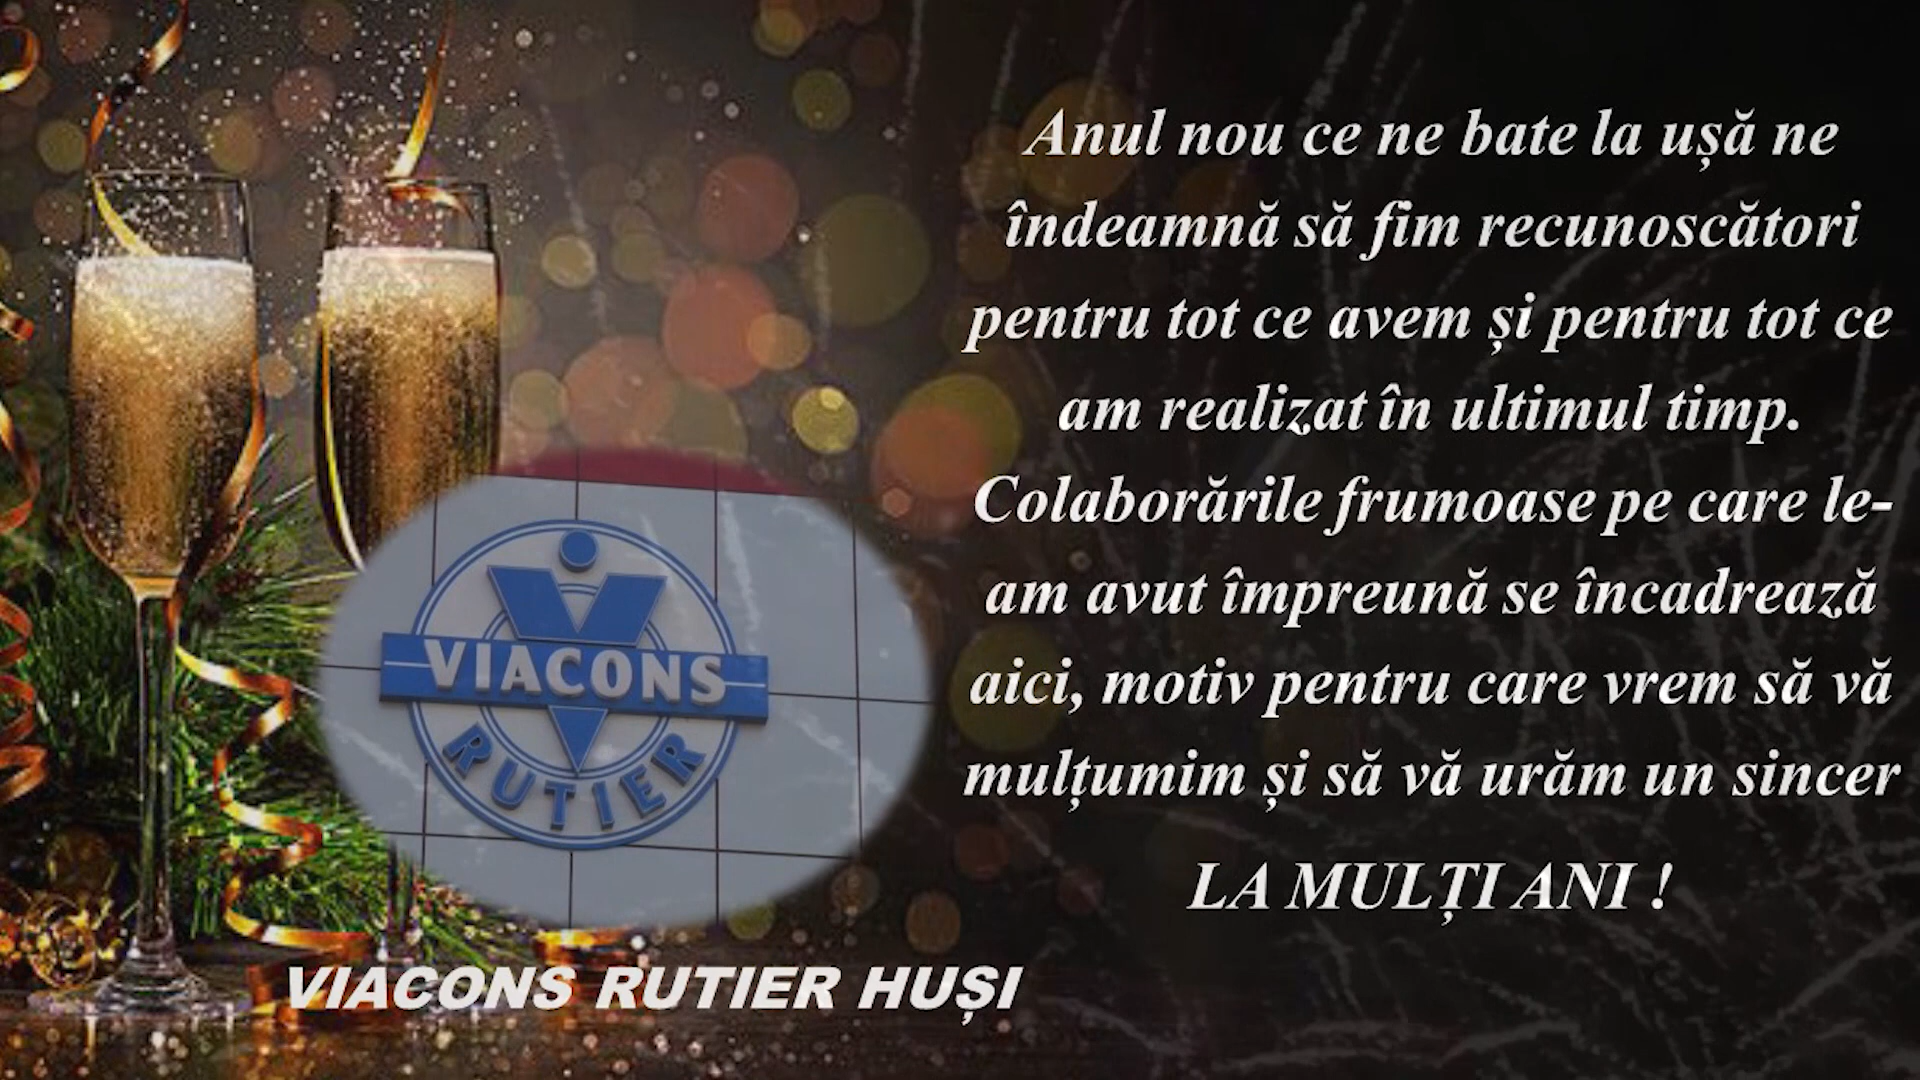 Anul nou ce ne bate la ușă ne
îndeamnă să fim recunoscători
pentru tot ce avem și pentru tot ce
am realizat în ultimul timp.
Colaborările frumoase pe care le-
am avut împreună se încadrează
aici, motiv pentru care vrem să vă
mulțumim și să vă urăm un sincer
LA MULȚI ANI !
VIACONS
RUTIER
VIACONS RUTIER HUȘI